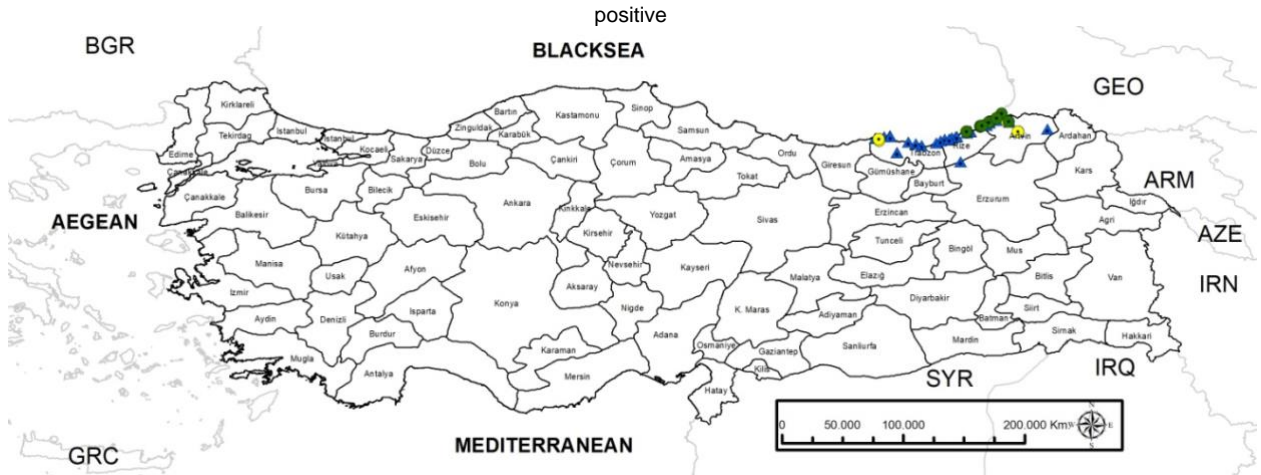 positive
BGR
BLACKSEA
GEO
Kirklareli
Tekirdag
Istanbul
Istanbul
Edirne
Kocaeli
Sakarya
Düzce
Zinguldak
Bartın
Karabük
Kastamonu
Sinop
Samsun
Bolu
Çankiri
Çorum
Amasya
Ordu
Tokat
Giresun
Trabzon
Rize
Artvin
Ardahan
Gümüshane
Bayburt
Kars
ARM
Iğdır
Çanakkale
Çanakkale
Bursa
Bilecik
Ankara
Kırıkkale
Yozgat
Sivas
Erzincan
Erzurum
Agri
AZE
AEGEAN
Balikesir
Eskisehir
Kütahya
Kirsehir
Nevsehir
Kayseri
Tunceli
Bingöl
Mus
Manisa
Usak
Afyon
Aksaray
Malatya
Elazığ
Bitlis
Van
IRN
Izmir
Konya
Nigde
Isparta
K. Maras
Adiyaman
Diyarbakir
Batman
Siirt
Aydin
Denizli
Burdur
Adana
Osmaniye
Gaziantep
Sanliurfa
Mardin
Sirnak
Hakkari
Mugla
Antalya
Karaman
Mersin
Kilis
Hatay
SYR
IRQ
MEDITERRANEAN
GRC
0 50.000 100.000 200.000 Km
N
W E
S